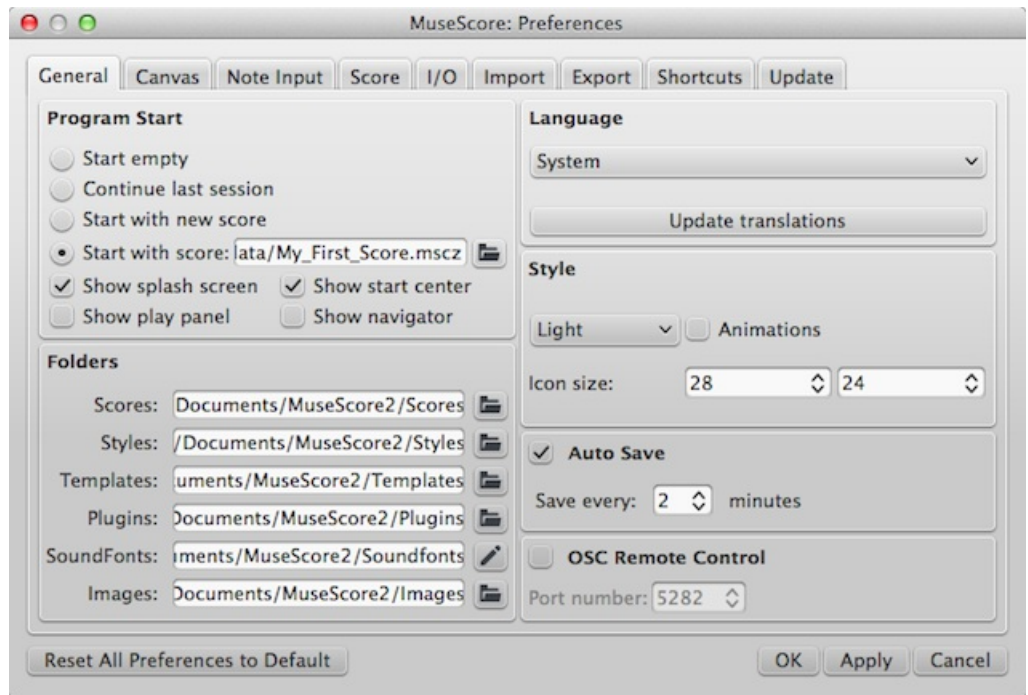 MuseScore: Preferences
General Canvas Note Input Score I/O Import Export Shortcuts Update
Program Start
Start empty
Continue last session
Start with new score
Start with score: lata/My_First_Score.mscz
Show splash screen Show start center
Show play panel Show navigator
Folders
Scores: Documents/MuseScore2/Scores
Styles: /Documents/MuseScore2/Styles
Templates: uments/MuseScore2/Templates
Plugins: Documents/MuseScore2/Plugins
SoundFonts: uments/MuseScore2/Soundfonts
Images: Documents/MuseScore2/Images
Language
System
Update translations
Style
Light Animations
Icon size: 28 24
Auto Save
Save every: 2 minutes
OSC Remote Control
Port number: 5282
Reset All Preferences to Default OK Apply Cancel